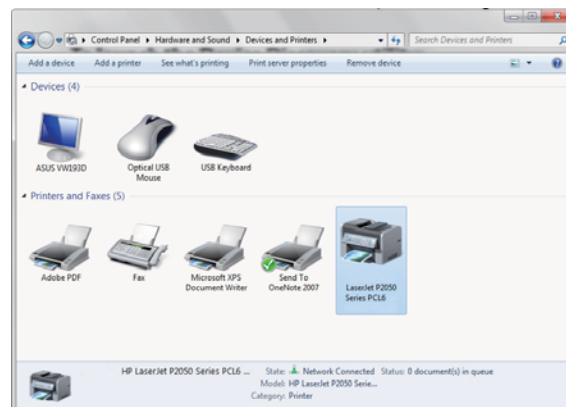 Control Panel ▸ Hardware and Sound ▸ Devices and Printers ▸
Search Devices and Printers
Add a device Add a printer See what's printing Print server properties Remove device
Devices (4)
ASUS VW193D
Optical USB
Mouse
USB Keyboard
Printers and Faxes (5)
Adobe PDF
Fax
Microsoft XPS
Document Writer
Send To
OneNote 2007
LaserJet P2050
Series PCL6
HP LaserJet P2050 Series PCL6 ... State: Network Connected Status: 0 document(s) in queue
Model: HP LaserJet P2050 Serie...
Category: Printer